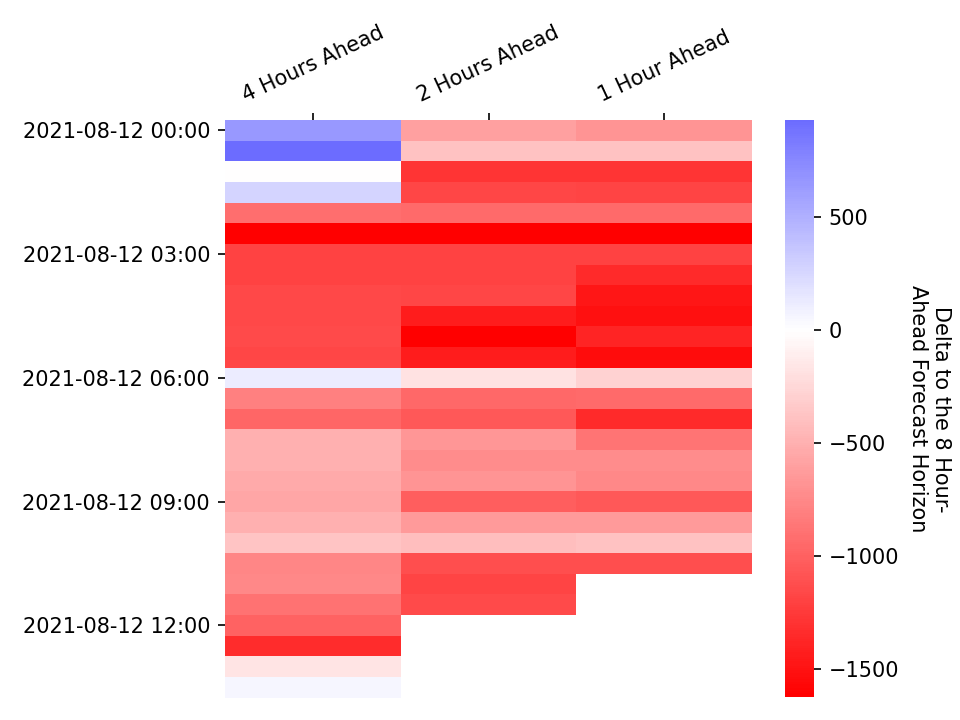 4 Hours Ahead
2 Hours Ahead
1 Hour Ahead
2021-08-12 00:00
2021-08-12 03:00
2021-08-12 06:00
2021-08-12 09:00
2021-08-12 12:00
500
0
−500
−1000
−1500
Delta to the 8 Hour-
Ahead Forecast Horizon